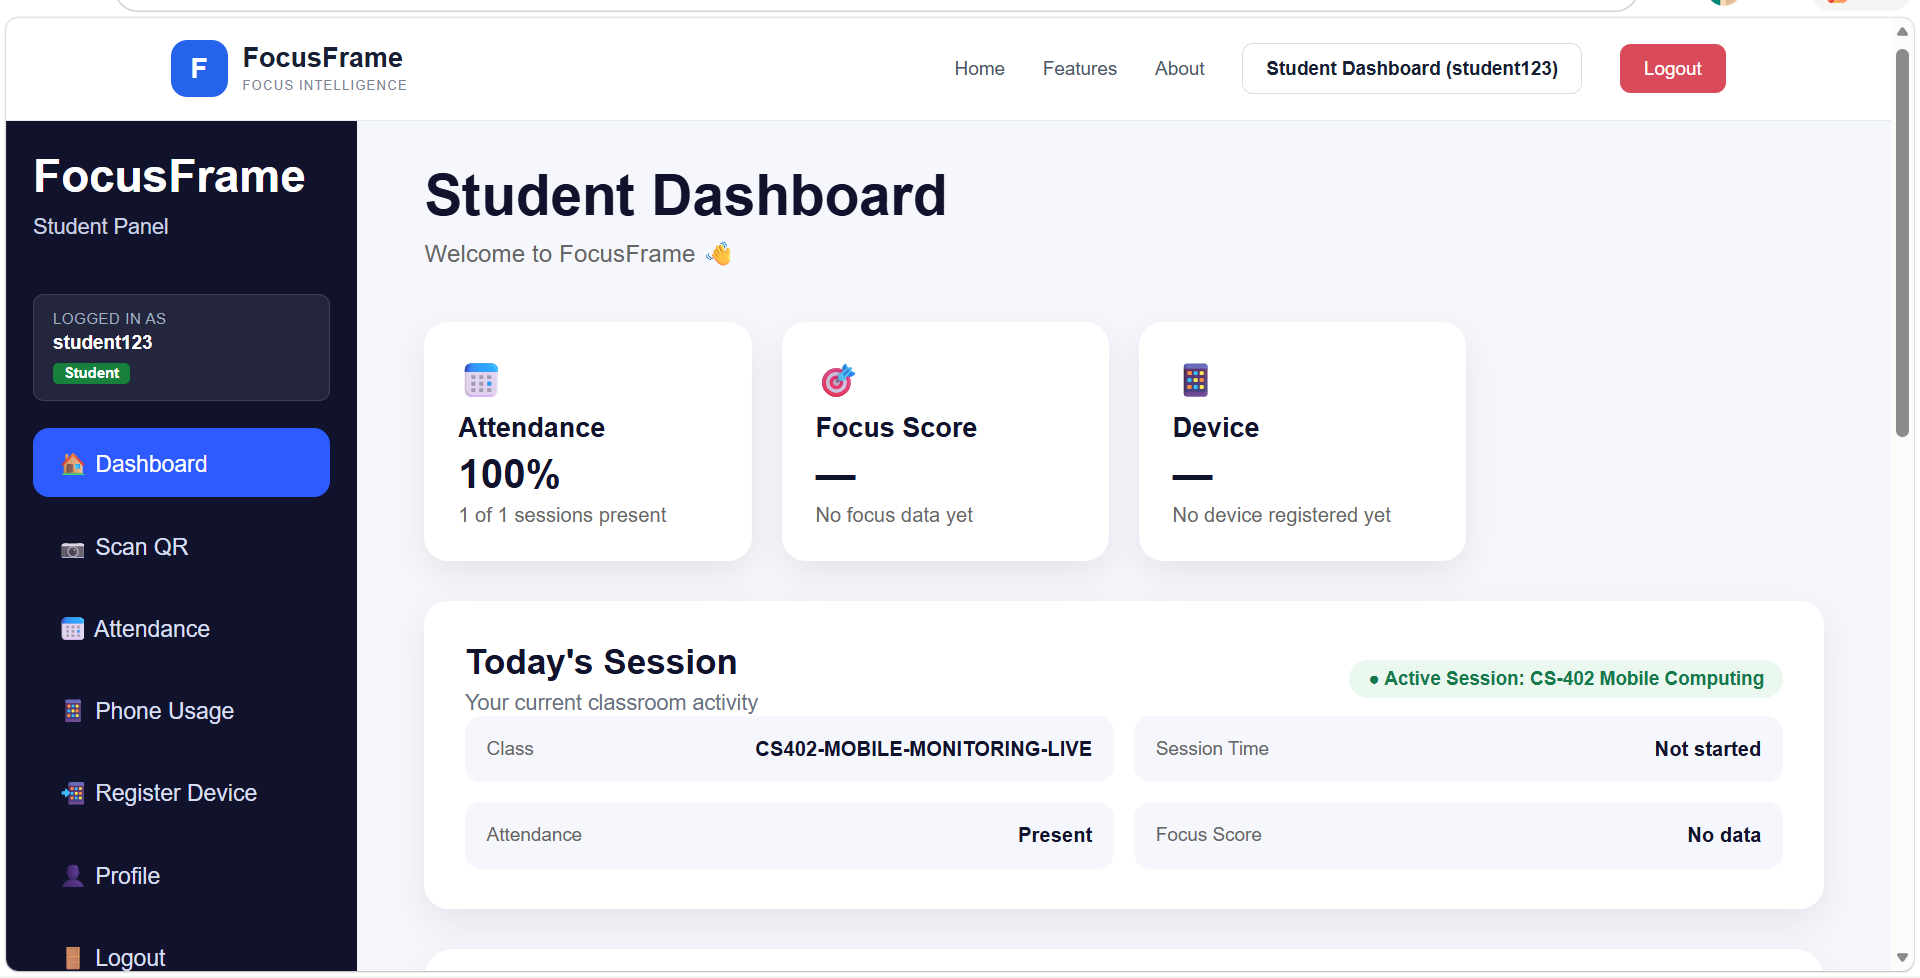 F
FocusFrame
FOCUS INTELLIGENCE
Home
Features
About
Student Dashboard (student123)
Logout
FocusFrame
Student Panel
LOGGED IN AS
student123
Student
Dashboard
Scan QR
Attendance
Phone Usage
Register Device
Profile
Logout
Student Dashboard
Welcome to FocusFrame 👋
Attendance
100%
1 of 1 sessions present
Focus Score
—
No focus data yet
Device
—
No device registered yet
Today's Session
Your current classroom activity
● Active Session: CS-402 Mobile Computing
Class
CS402-MOBILE-MONITORING-LIVE
Session Time
Not started
Attendance
Present
Focus Score
No data